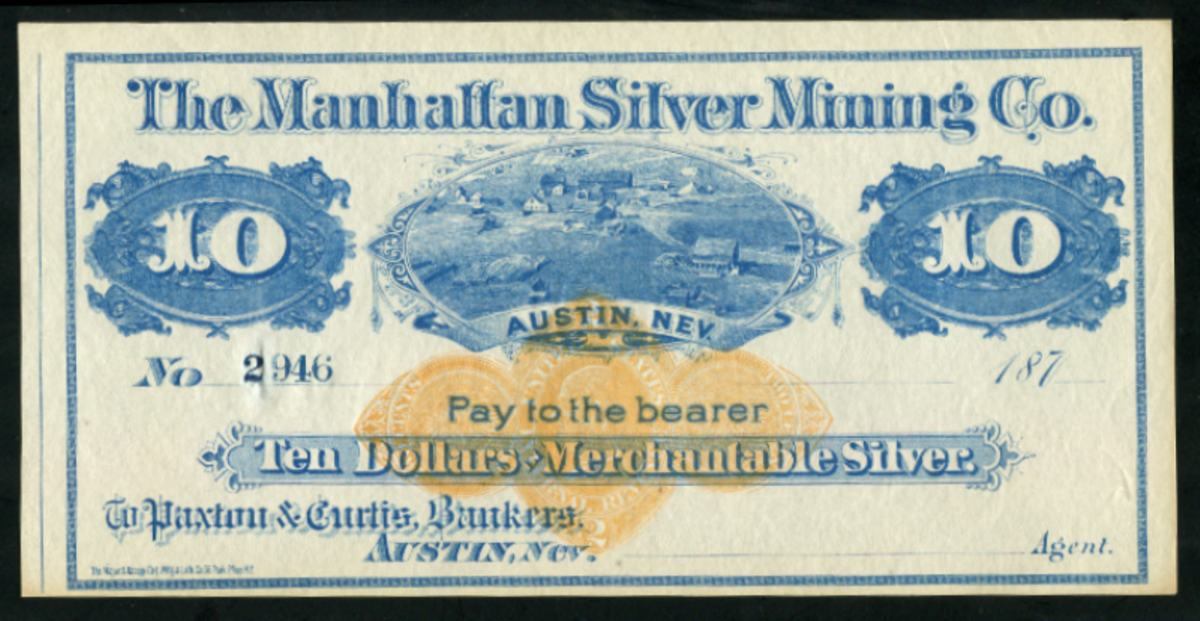 The Manhattan Silver Mining Co.
10 10
AUSTIN, NEV.
No 2946 187
Pay to the bearer
Ten Dollars Merchantable Silver.
To Paxton & Curtis, Bankers,
AUSTIN, Nev. Agent.